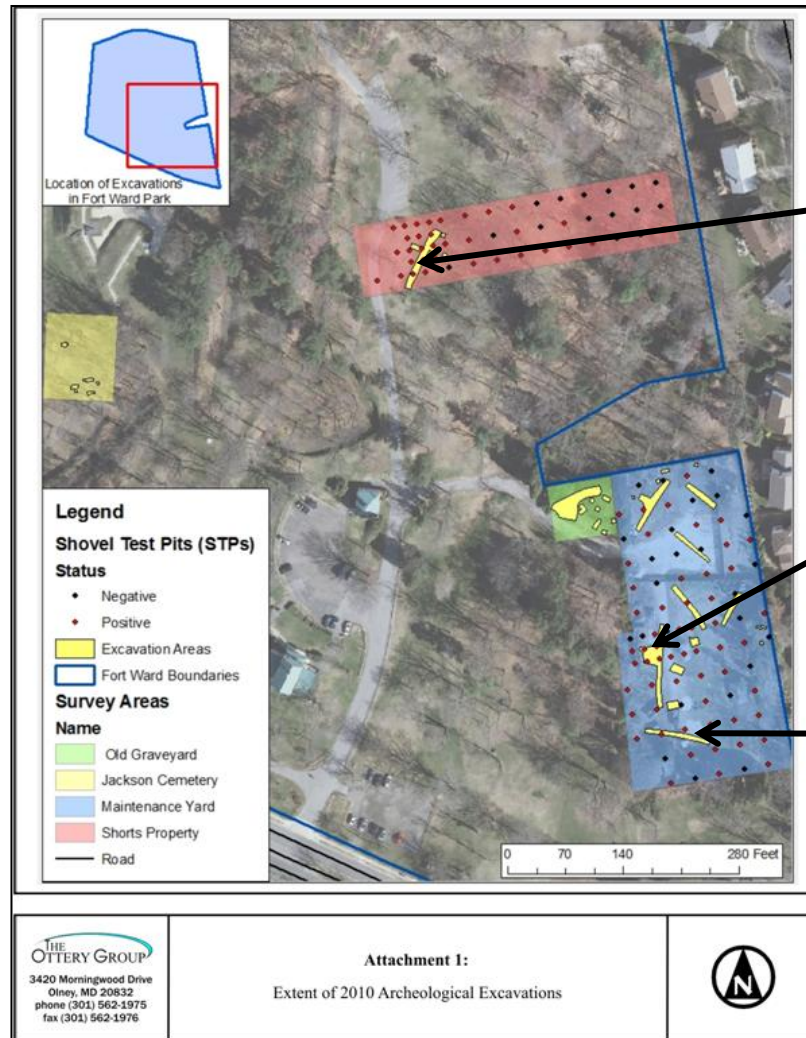 Location of Excavations
in Fort Ward Park
Legend
Shovel Test Pits (STPs)
Status
Negative
Positive
Excavation Areas
Fort Ward Boundaries
Survey Areas
Name
Old Graveyard
Jackson Cemetery
Maintenance Yard
Shorts Property
Road
0 70 140 280 Feet
THE
OTTERY GROUP
3420 Morningwood Drive
Olney, MD 20832
phone (301) 562-1975
fax (301) 562-1976
Attachment 1:
Extent of 2010 Archeological Excavations
N